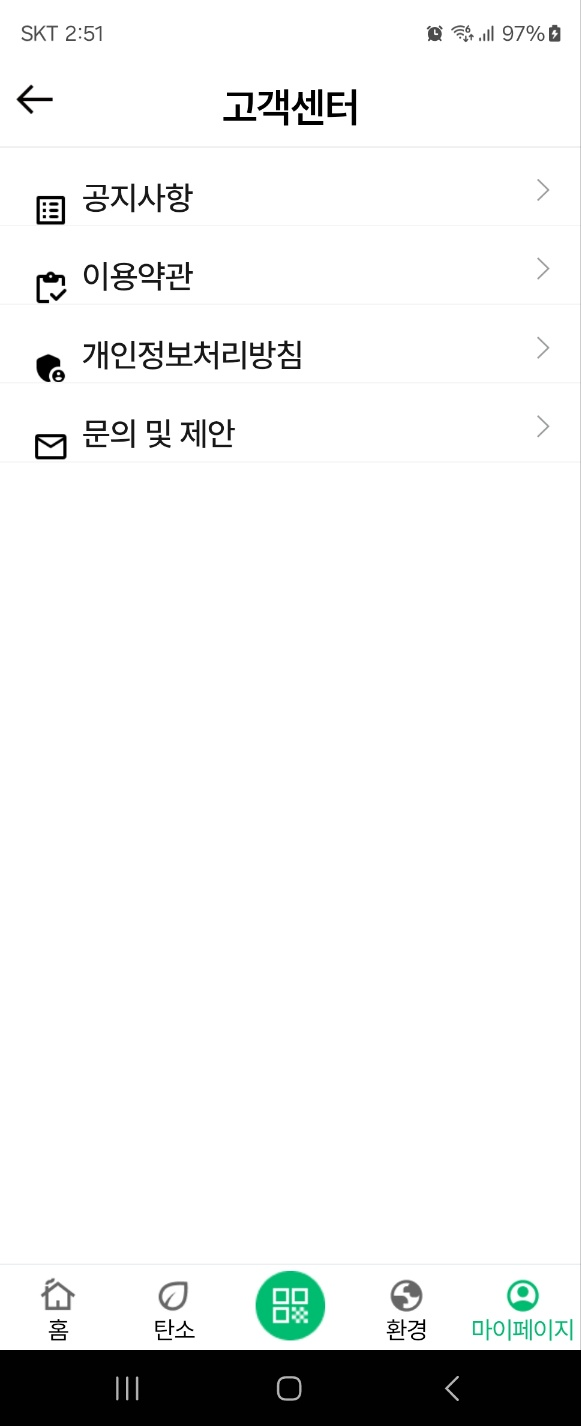 SKT 2:51 97%
고객센터
공지사항
이용약관
개인정보처리방침
문의 및 제안
홈 탄소 환경 마이페이지